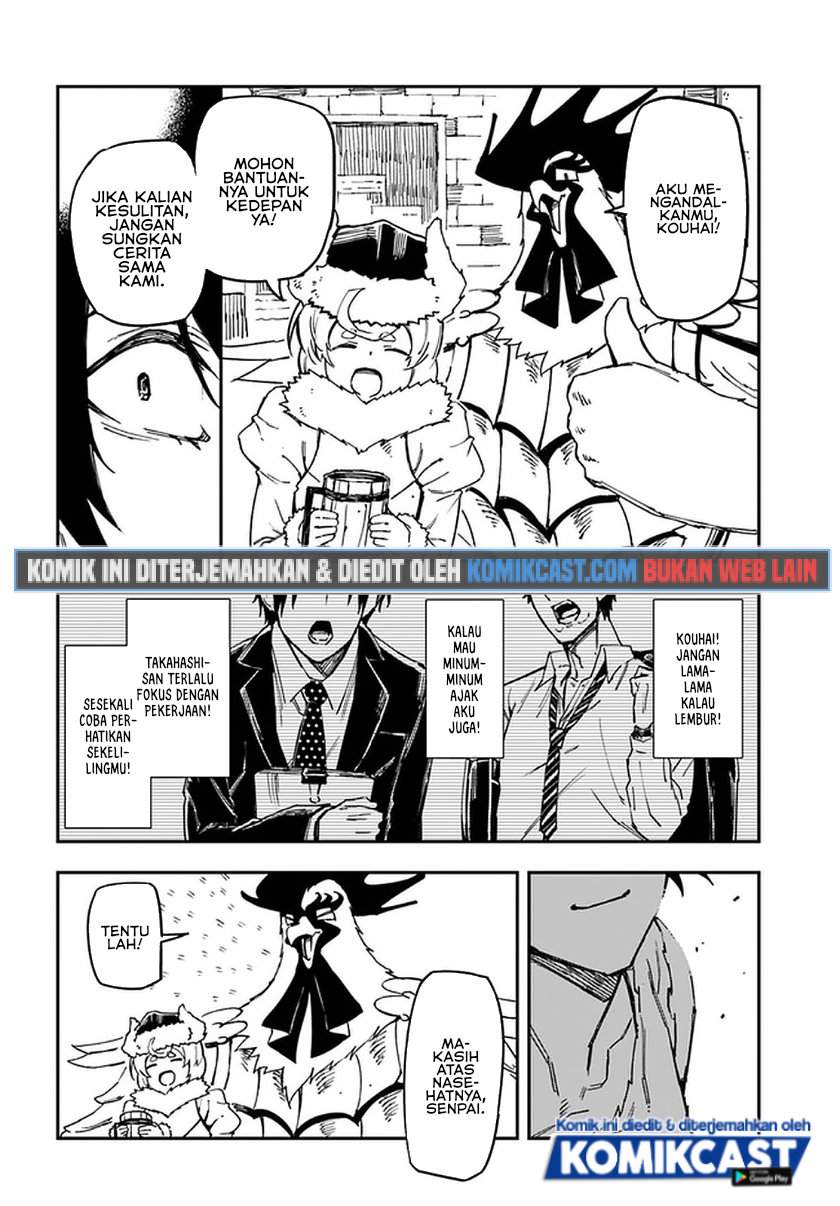 AKU ME-
NGANDAL-
KANMU,
KOUHAI!
MOHON
BANTUAN-
NYA UNTUK
KEDEPAN
YA!
JIKA KALIAN
KESULITAN,
JANGAN
SUNGKAN
CERITA
SAMA
KAMI.
KOMIK INI DITERJEMAHKAN & DIEDIT OLEH KOMIKCAST.COM BUKAN WEB LAIN
KOUHAI!
JANGAN
LAMA-
LAMA
KALAU
LEMBUR!
KALAU
MAU
MINUM-
MINUM
AJAK
AKU
JUGA!
TAKAHASHI-
SAN TERLALU
FOKUS DENGAN
PEKERJAAN!
SESEKALI
COBA PER-
HATIKAN
SEKELI-
LINGMU!
MA-
KASIH
ATAS
NASE-
HATNYA,
SENPAI.
TENTU
LAH!
Komik ini diedit & diterjemahkan oleh
KOMIKCAST
Google Play